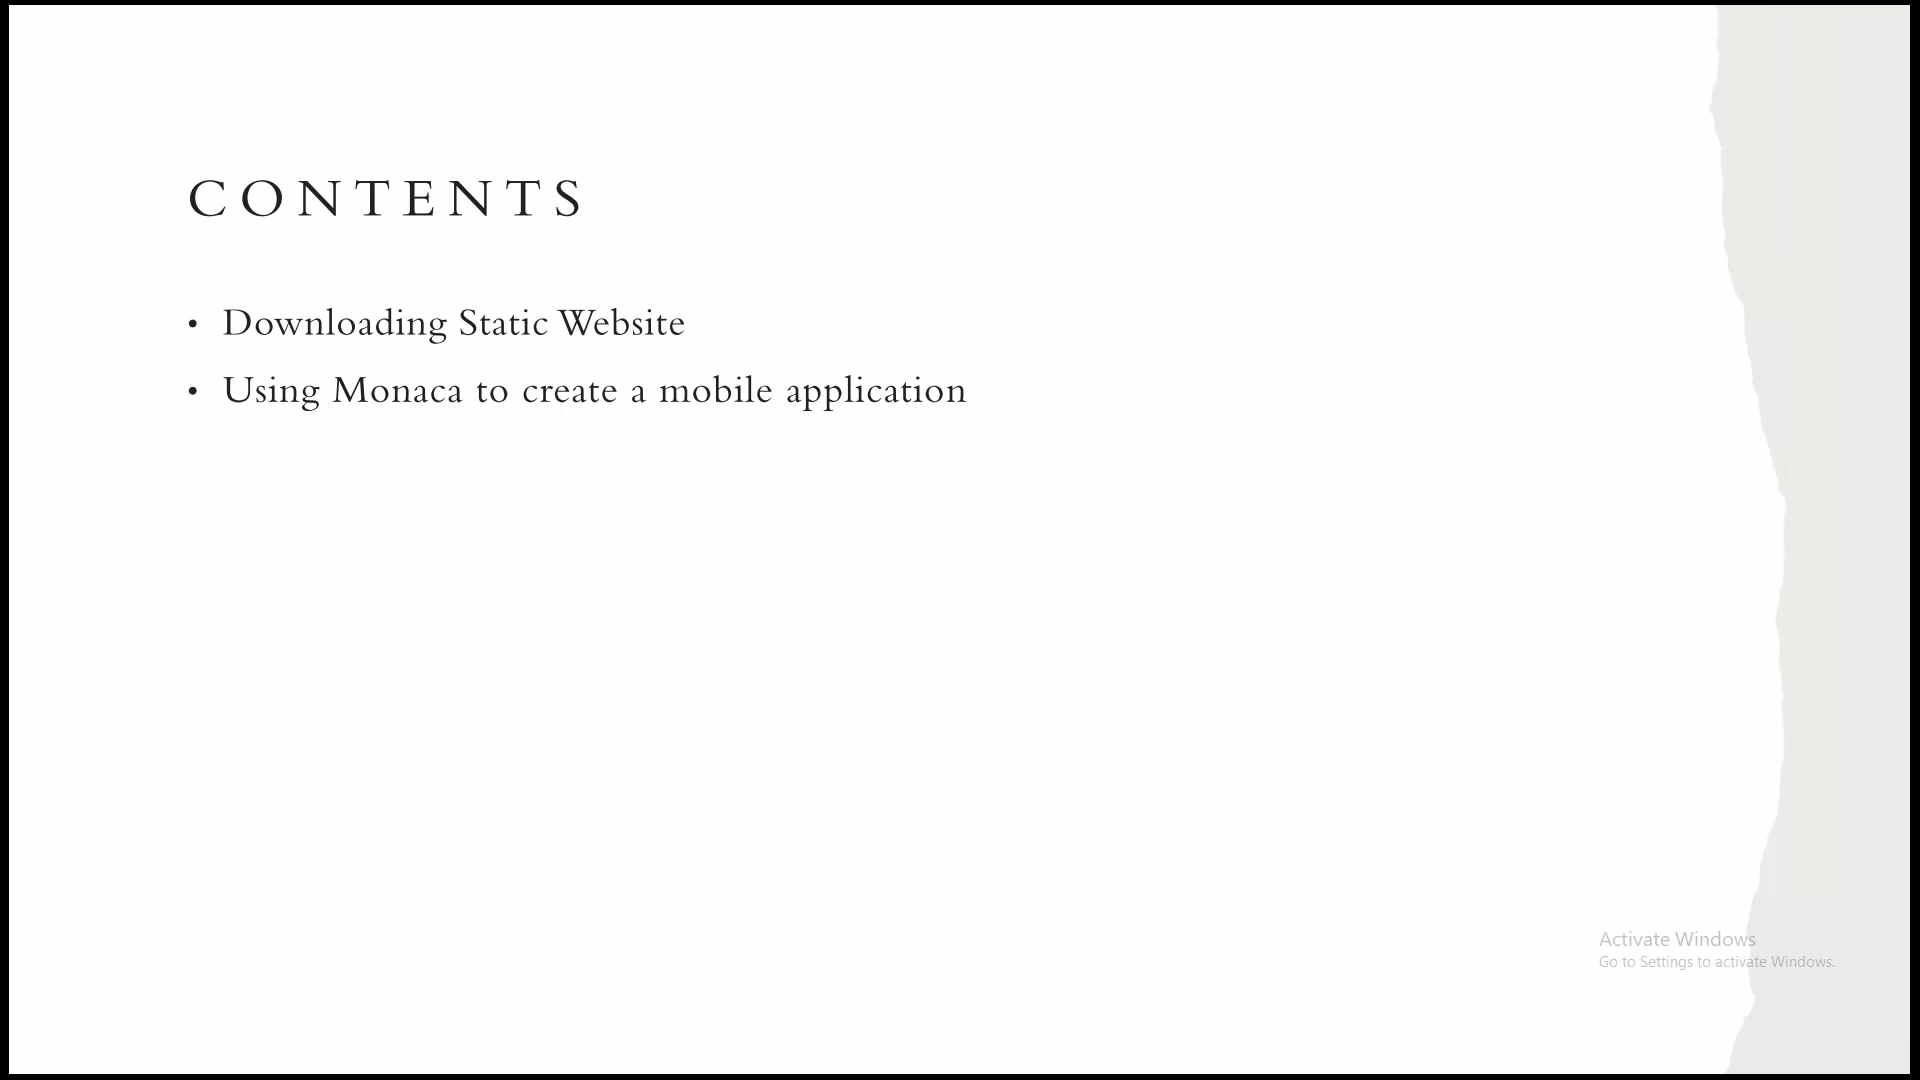 CONTENTS
• Downloading Static Website
• Using Monaca to create a mobile application
Activate Windows
Go to Settings to activate Windows.